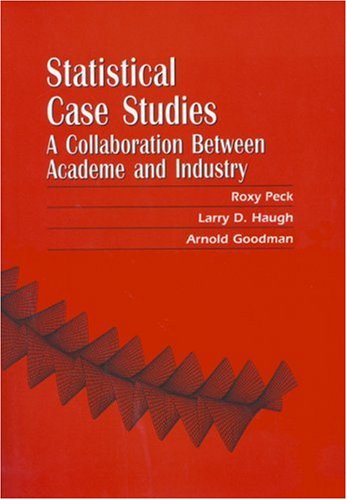 Statistical
Case Studies
A Collaboration Between
Academe and Industry
Roxy Peck
Larry D. Haugh
Arnold Goodman